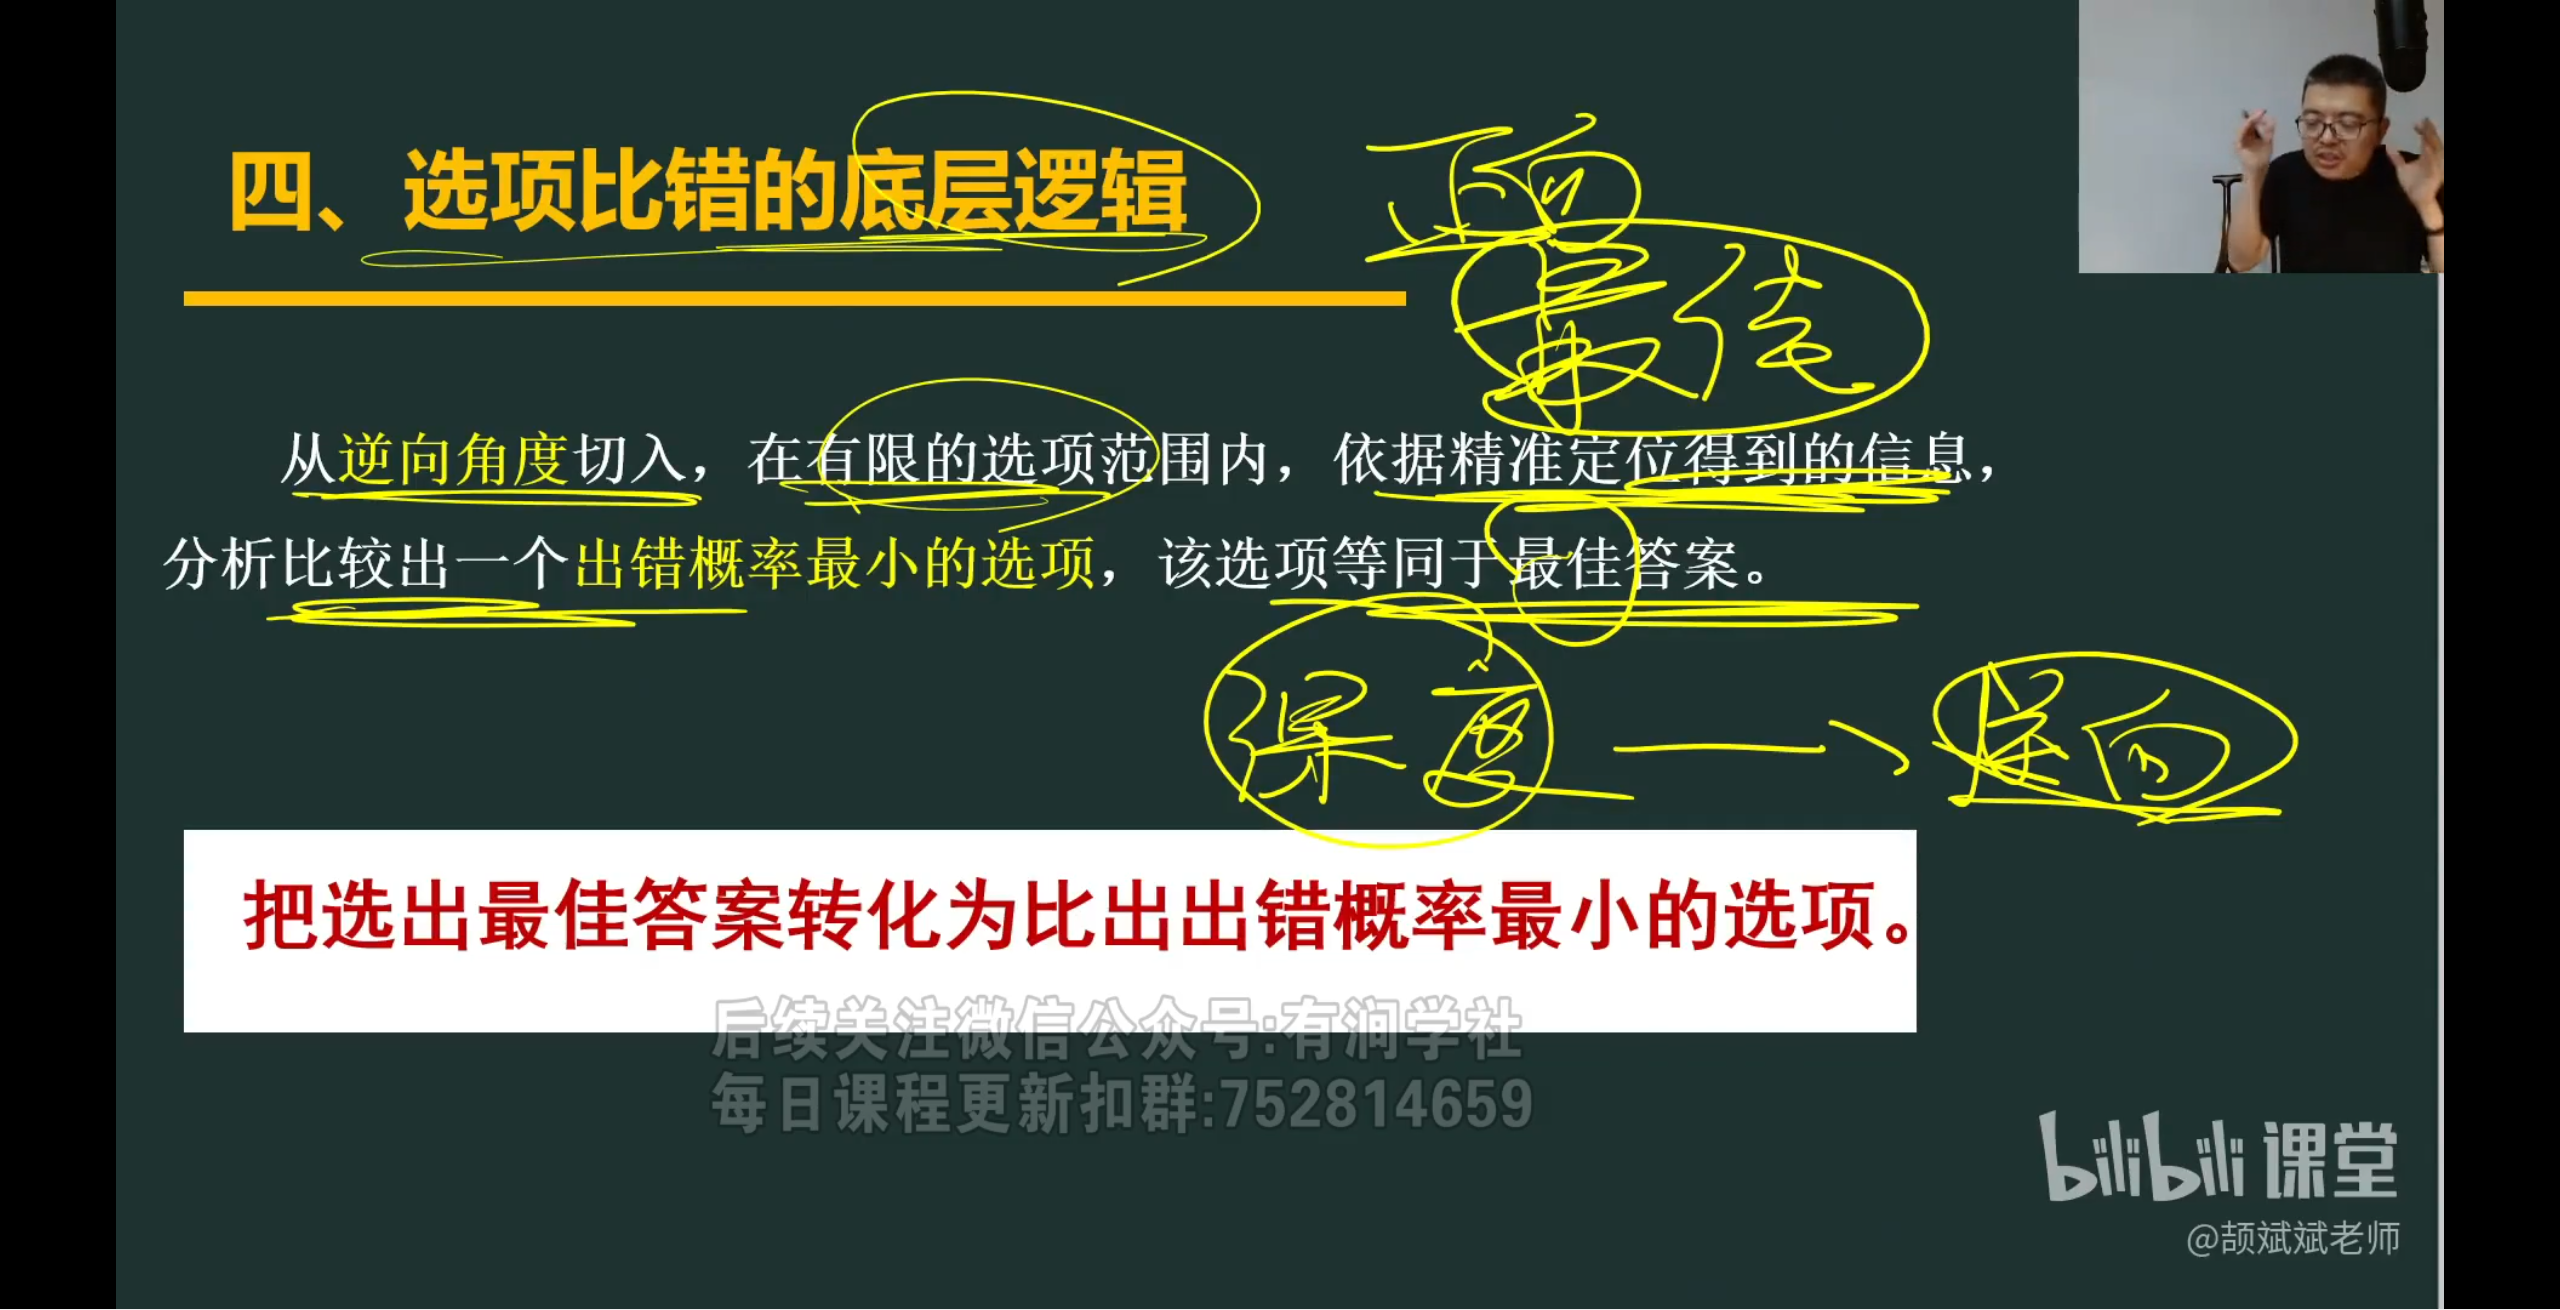 四、选项比错的底层逻辑
正确
最佳
从逆向角度切入，在有限的选项范围内，依据精准定位得到的信息，
分析比较出一个出错概率最小的选项，该选项等同于最佳答案。
深度
逆向
把选出最佳答案转化为比出出错概率最小的选项。
后续关注微信公众号:有涧学社
每日课程更新扣群:752814659
bilibili课堂
@颉斌斌老师